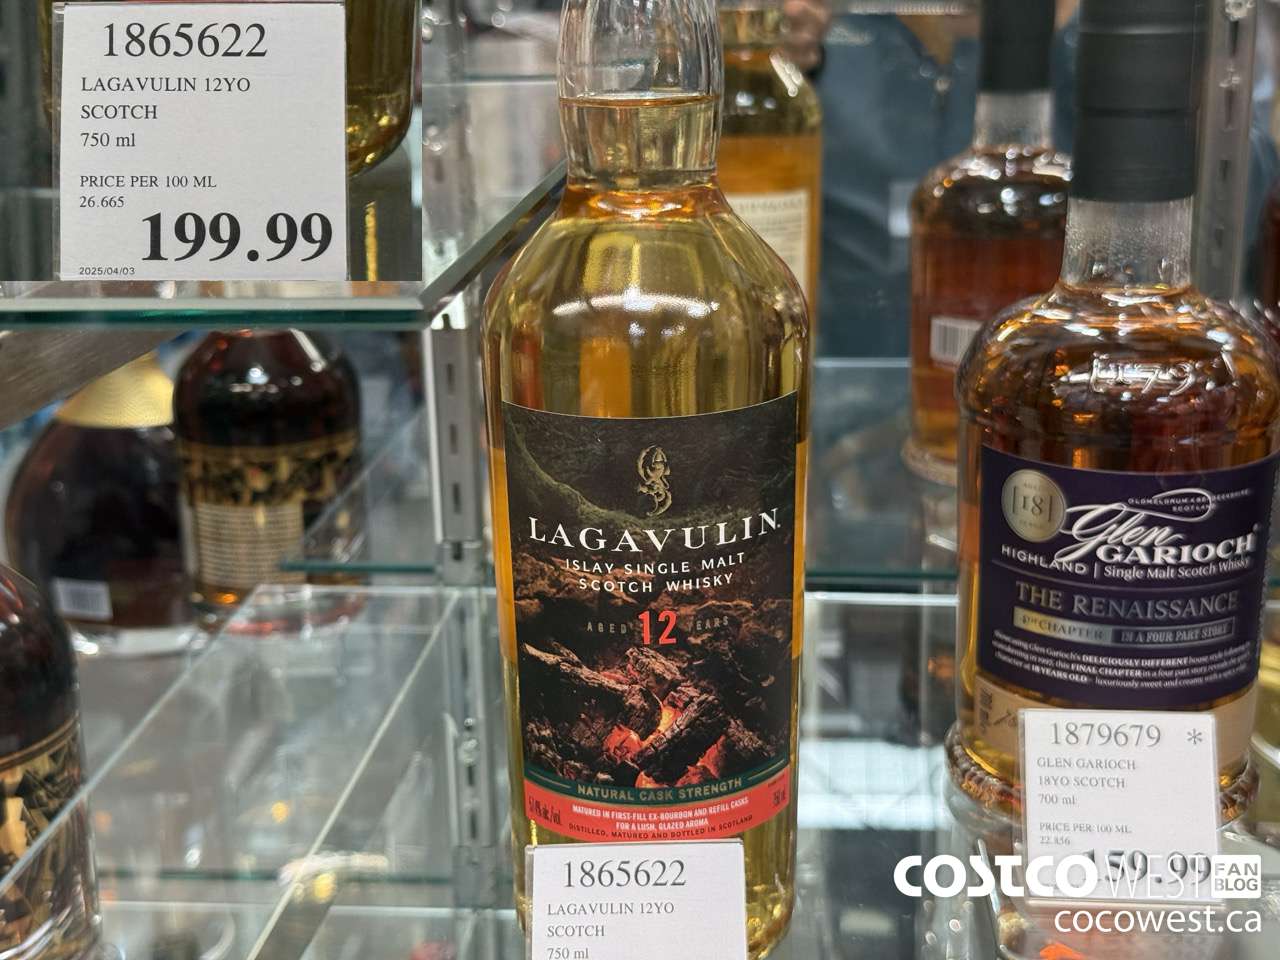 1865622
LAGAVULIN 12YO
SCOTCH
750 ml
PRICE PER 100 ML
26.665
199.99
2025/04/03
LAGAVULIN.
ISLAY SINGLE MALT
SCOTCH WHISKY
AGED 12 YEARS
NATURAL CASK STRENGTH
MATURED IN FIRST-FILL EX-BOURBON AND REFILL CASKS
FOR A LUSH, GLAZED AROMA
DISTILLED, MATURED AND BOTTLED IN SCOTLAND
1865622
LAGAVULIN 12YO
SCOTCH
750 ml
1797
18
Glen
GARIOCH
HIGHLAND | Single Malt Scotch Whisky
THE RENAISSANCE
4TH CHAPTER IN A FOUR PART STORY
1879679 *
GLEN GARIOCH
18YO SCOTCH
700 ml
PRICE PER 100 ML
22.856
159.99
COSTCO WEST FAN BLOG
cocowest.ca